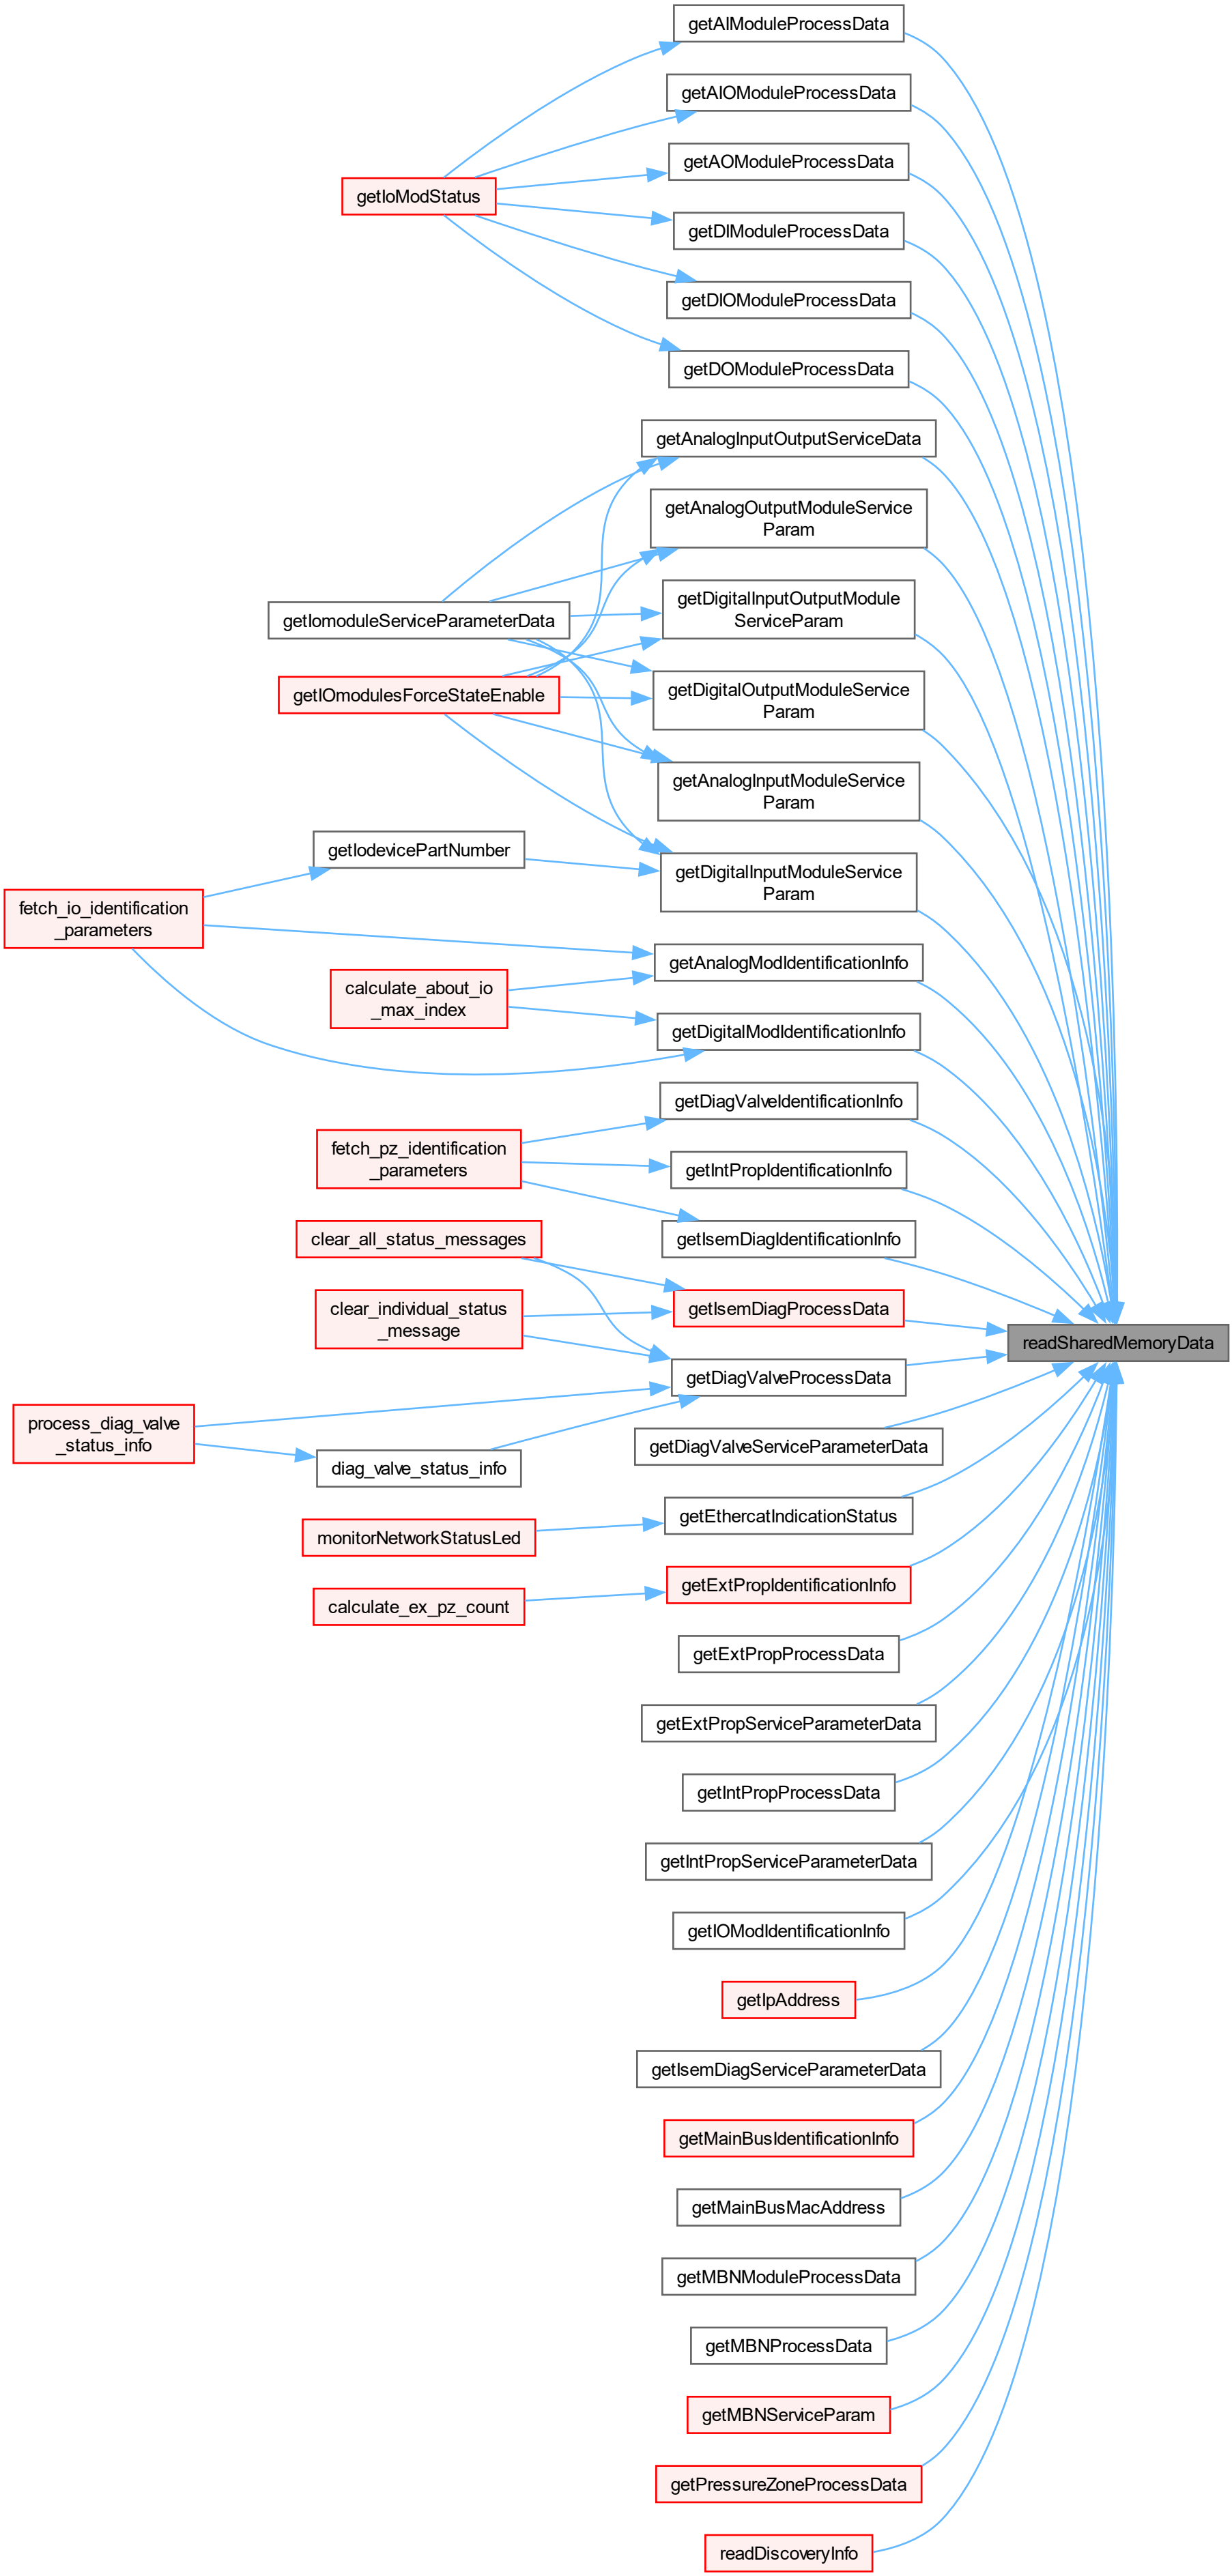 getAIModuleProcessData
getAIOModuleProcessData
getAOModuleProcessData
getIoModStatus
getDIModuleProcessData
getDIOModuleProcessData
getDOModuleProcessData
getAnalogInputOutputServiceData
getAnalogOutputModuleService
Param
getIomoduleServiceParameterData
getDigitalInputOutputModule
ServiceParam
getIOmodulesForceStateEnable
getDigitalOutputModuleService
Param
getAnalogInputModuleService
Param
getIodevicePartNumber
getDigitalInputModuleService
Param
fetch_io_identification
_parameters
getAnalogModIdentificationInfo
calculate_about_io
_max_index
getDigitalModIdentificationInfo
getDiagValveIdentificationInfo
fetch_pz_identification
_parameters
getIntPropIdentificationInfo
getIsemDiagIdentificationInfo
clear_all_status_messages
getIsemDiagProcessData
clear_individual_status
_message
readSharedMemoryData
getDiagValveProcessData
process_diag_valve
_status_info
getDiagValveServiceParameterData
diag_valve_status_info
getEthercatIndicationStatus
monitorNetworkStatusLed
getExtPropIdentificationInfo
calculate_ex_pz_count
getExtPropProcessData
getExtPropServiceParameterData
getIntPropProcessData
getIntPropServiceParameterData
getIOModIdentificationInfo
getIpAddress
getIsemDiagServiceParameterData
getMainBusIdentificationInfo
getMainBusMacAddress
getMBNModuleProcessData
getMBNProcessData
getMBNServiceParam
getPressureZoneProcessData
readDiscoveryInfo